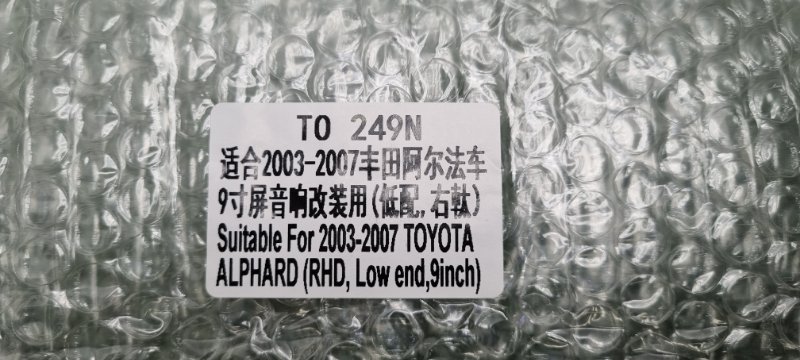 TO 249N
适合2003-2007丰田阿尔法车
9寸屏音响改装用(低配,右舦)
Suitable For 2003-2007 TOYOTA
ALPHARD (RHD, Low end,9inch)